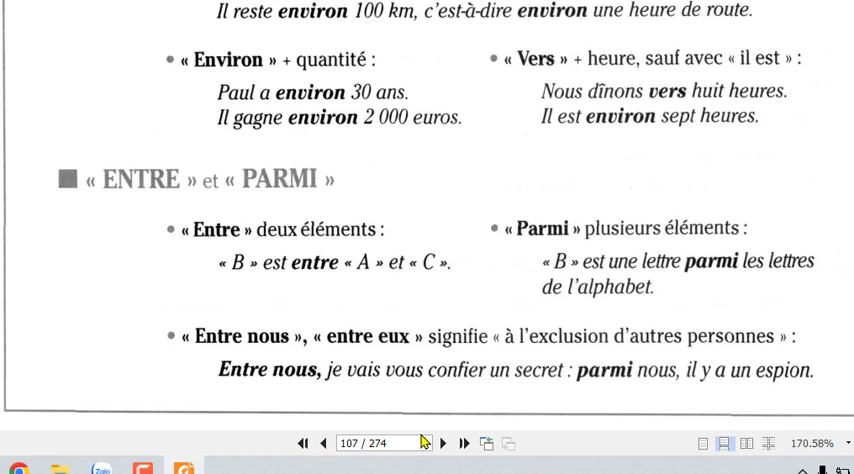 Il reste environ 100 km, c'est-à-dire environ une heure de route.
• « Environ » + quantité :
Paul a environ 30 ans.
Il gagne environ 2 000 euros.
• « Vers » + heure, sauf avec « il est » :
Nous dînons vers huit heures.
Il est environ sept heures.
■ « ENTRE » et « PARMI »
• « Entre » deux éléments :
« B » est entre « A » et « C ».
• « Parmi » plusieurs éléments :
« B » est une lettre parmi les lettres
de l'alphabet.
• « Entre nous », « entre eux » signifie « à l'exclusion d'autres personnes » :
Entre nous, je vais vous confier un secret : parmi nous, il y a un espion.
107 / 274
170.58%
Zalo